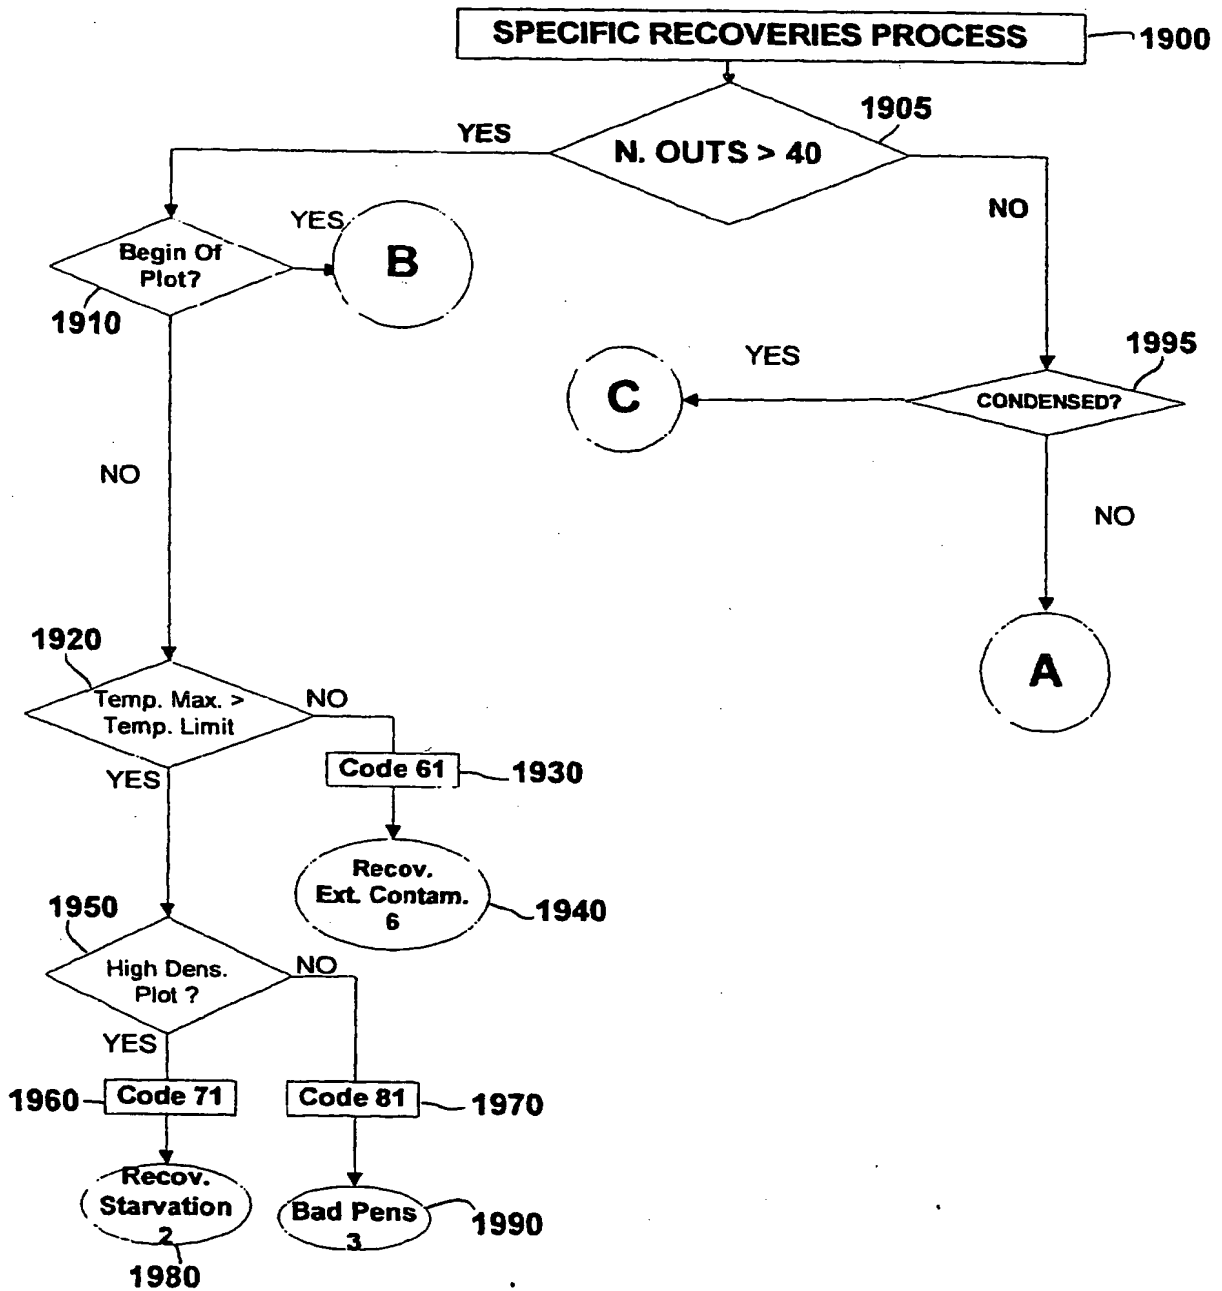 SPECIFIC RECOVERIES PROCESS
1900
1905
YES
N. OUTS > 40
NO
YES
Begin Of
Plot?
B
1910
1995
YES
C
CONDENSED?
NO
NO
A
1920
Temp. Max. >
Temp. Limit
NO
YES
Code 61
1930
Recov.
Ext. Contam.
6
1940
1950
High Dens.
Plot ?
NO
YES
1960
Code 71
Code 81
1970
Recov.
Starvation
2
Bad Pens
3
1990
1980